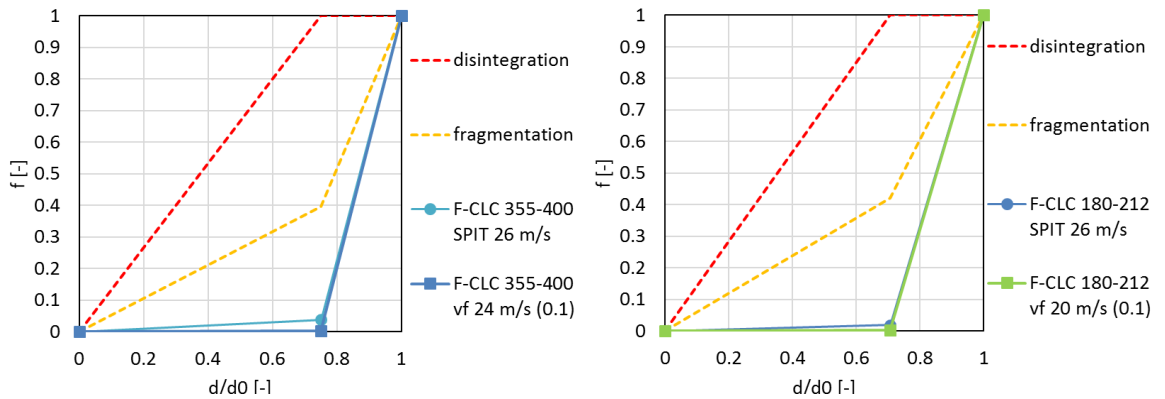 1
0.9
0.8
0.7
0.6
0.5
0.4
0.3
0.2
0.1
0
f [-]
0 0.2 0.4 0.6 0.8 1
d/d0 [-]
disintegration
fragmentation
F-CLC 355-400
SPIT 26 m/s
F-CLC 355-400
vf 24 m/s (0.1)
1
0.9
0.8
0.7
0.6
0.5
0.4
0.3
0.2
0.1
0
f [-]
0 0.2 0.4 0.6 0.8 1
d/d0 [-]
disintegration
fragmentation
F-CLC 180-212
SPIT 26 m/s
F-CLC 180-212
vf 20 m/s (0.1)